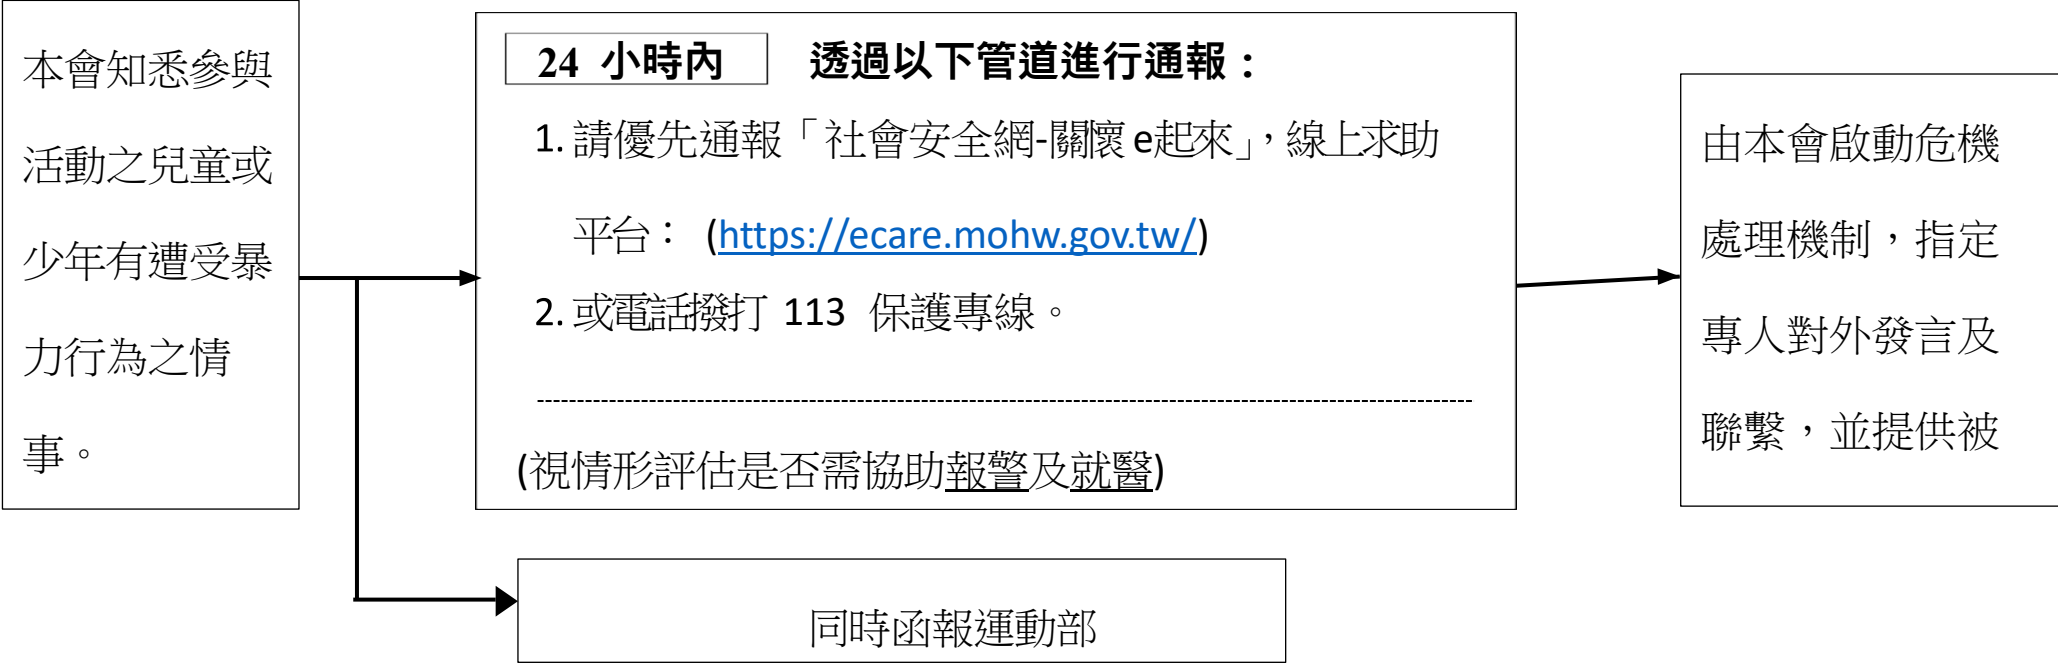 本會知悉參與
活動之兒童或
少年有遭受暴
力行為之情
事。
24 小時內 透過以下管道進行通報：
1. 請優先通報「社會安全網-關懷 e起來」，線上求助
平台： (https://ecare.mohw.gov.tw/)
2. 或電話撥打 113 保護專線。
(視情形評估是否需協助報警及就醫)
由本會啟動危機
處理機制，指定
專人對外發言及
聯繫，並提供被
同時函報運動部